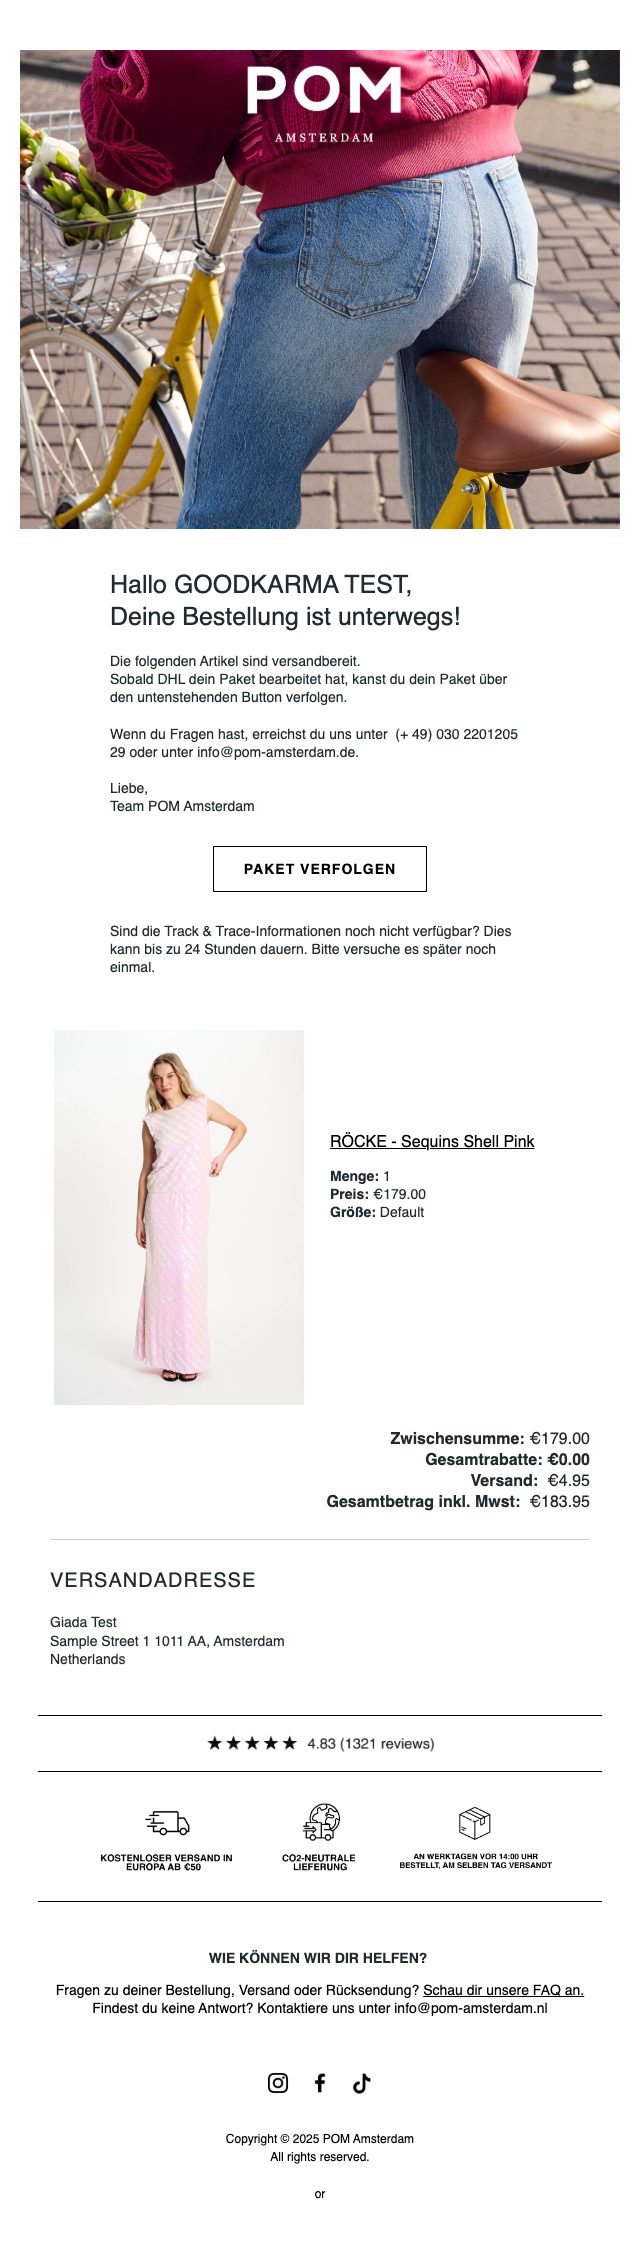 POM
AMSTERDAM
Hallo GOODKARMA TEST,
Deine Bestellung ist unterwegs!
Die folgenden Artikel sind versandbereit.
Sobald DHL dein Paket bearbeitet hat, kanst du dein Paket über
den untenstehenden Button verfolgen.
Wenn du Fragen hast, erreichst du uns unter  (+ 49) 030 2201205
29 oder unter info@pom-amsterdam.de.
Liebe,
Team POM Amsterdam
PAKET VERFOLGEN
Sind die Track & Trace-Informationen noch nicht verfügbar? Dies
kann bis zu 24 Stunden dauern. Bitte versuche es später noch
einmal.
RÖCKE - Sequins Shell Pink
Menge: 1
Preis: €179.00
Größe: Default
Zwischensumme: €179.00
Gesamtrabatte: €0.00
Versand:  €4.95
Gesamtbetrag inkl. Mwst:  €183.95
VERSANDADRESSE
Giada Test
Sample Street 1 1011 AA, Amsterdam
Netherlands
★★★★★ 4.83 (1321 reviews)
KOSTENLOSER VERSAND IN
EUROPA AB €50
CO2-NEUTRALE
LIEFERUNG
AN WERKTAGEN VOR 14:00 UHR
BESTELLT, AM SELBEN TAG VERSANDT
WIE KÖNNEN WIR DIR HELFEN?
Fragen zu deiner Bestellung, Versand oder Rücksendung? Schau dir unsere FAQ an.
Findest du keine Antwort? Kontaktiere uns unter info@pom-amsterdam.nl
Copyright © 2025 POM Amsterdam
All rights reserved.
or